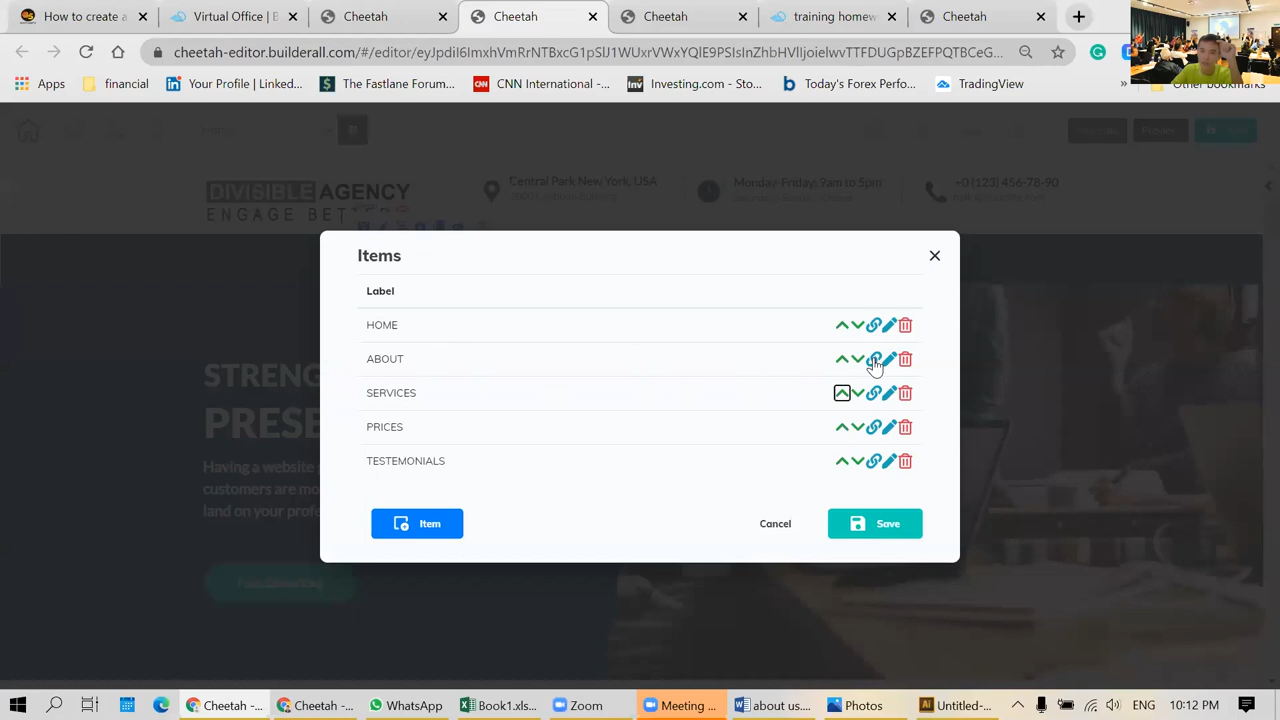 How to create a
Virtual Office | B
Cheetah
Cheetah
Cheetah
training homew
Cheetah
cheetah-editor.builderall.com/#/editor/
Apps
financial
Your Profile | Linked...
The Fastlane Forum...
CNN International -...
Investing.com - Sto...
Today's Forex Perfo...
TradingView
Other bookmarks
DIVISIBLE AGENCY
Central Park New York, USA
Monday-Friday: 9am to 5pm
+0 (123) 456-78-90
ENGAGE BET
Items
Label
HOME
ABOUT
SERVICES
PRICES
TESTEMONIALS
Item
Cancel
Save
STRENG
PRESE
Having a website
customers are mo
land on your profe
Cheetah -...
Cheetah -...
WhatsApp
Book1.xls...
Zoom
Meeting ...
about us....
Photos
Untitled-...
ENG
10:12 PM